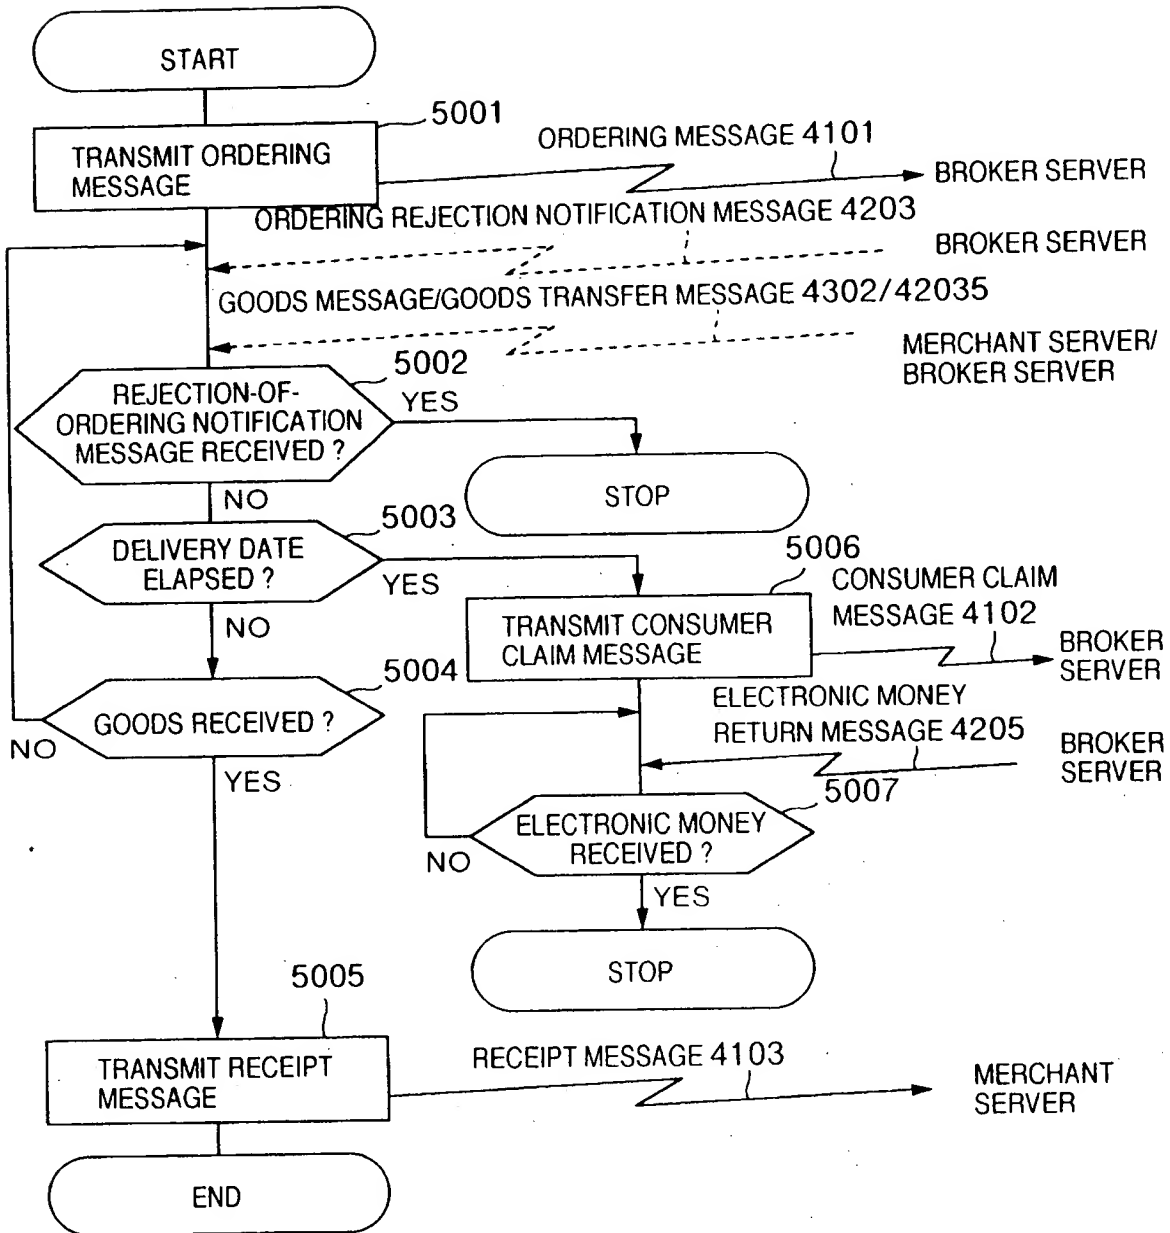 START
5001
TRANSMIT ORDERING
MESSAGE
ORDERING MESSAGE 4101
BROKER SERVER
ORDERING REJECTION NOTIFICATION MESSAGE 4203
BROKER SERVER
GOODS MESSAGE/GOODS TRANSFER MESSAGE 4302/42035
MERCHANT SERVER/
BROKER SERVER
5002
REJECTION-OF-
ORDERING NOTIFICATION
MESSAGE RECEIVED ?
YES
STOP
NO
5003
DELIVERY DATE
ELAPSED ?
YES
NO
5006
TRANSMIT CONSUMER
CLAIM MESSAGE
CONSUMER CLAIM
MESSAGE 4102
BROKER
SERVER
5004
GOODS RECEIVED ?
NO
YES
ELECTRONIC MONEY
RETURN MESSAGE 4205
BROKER
SERVER
5007
ELECTRONIC MONEY
RECEIVED ?
NO
YES
STOP
5005
TRANSMIT RECEIPT
MESSAGE
RECEIPT MESSAGE 4103
MERCHANT
SERVER
END